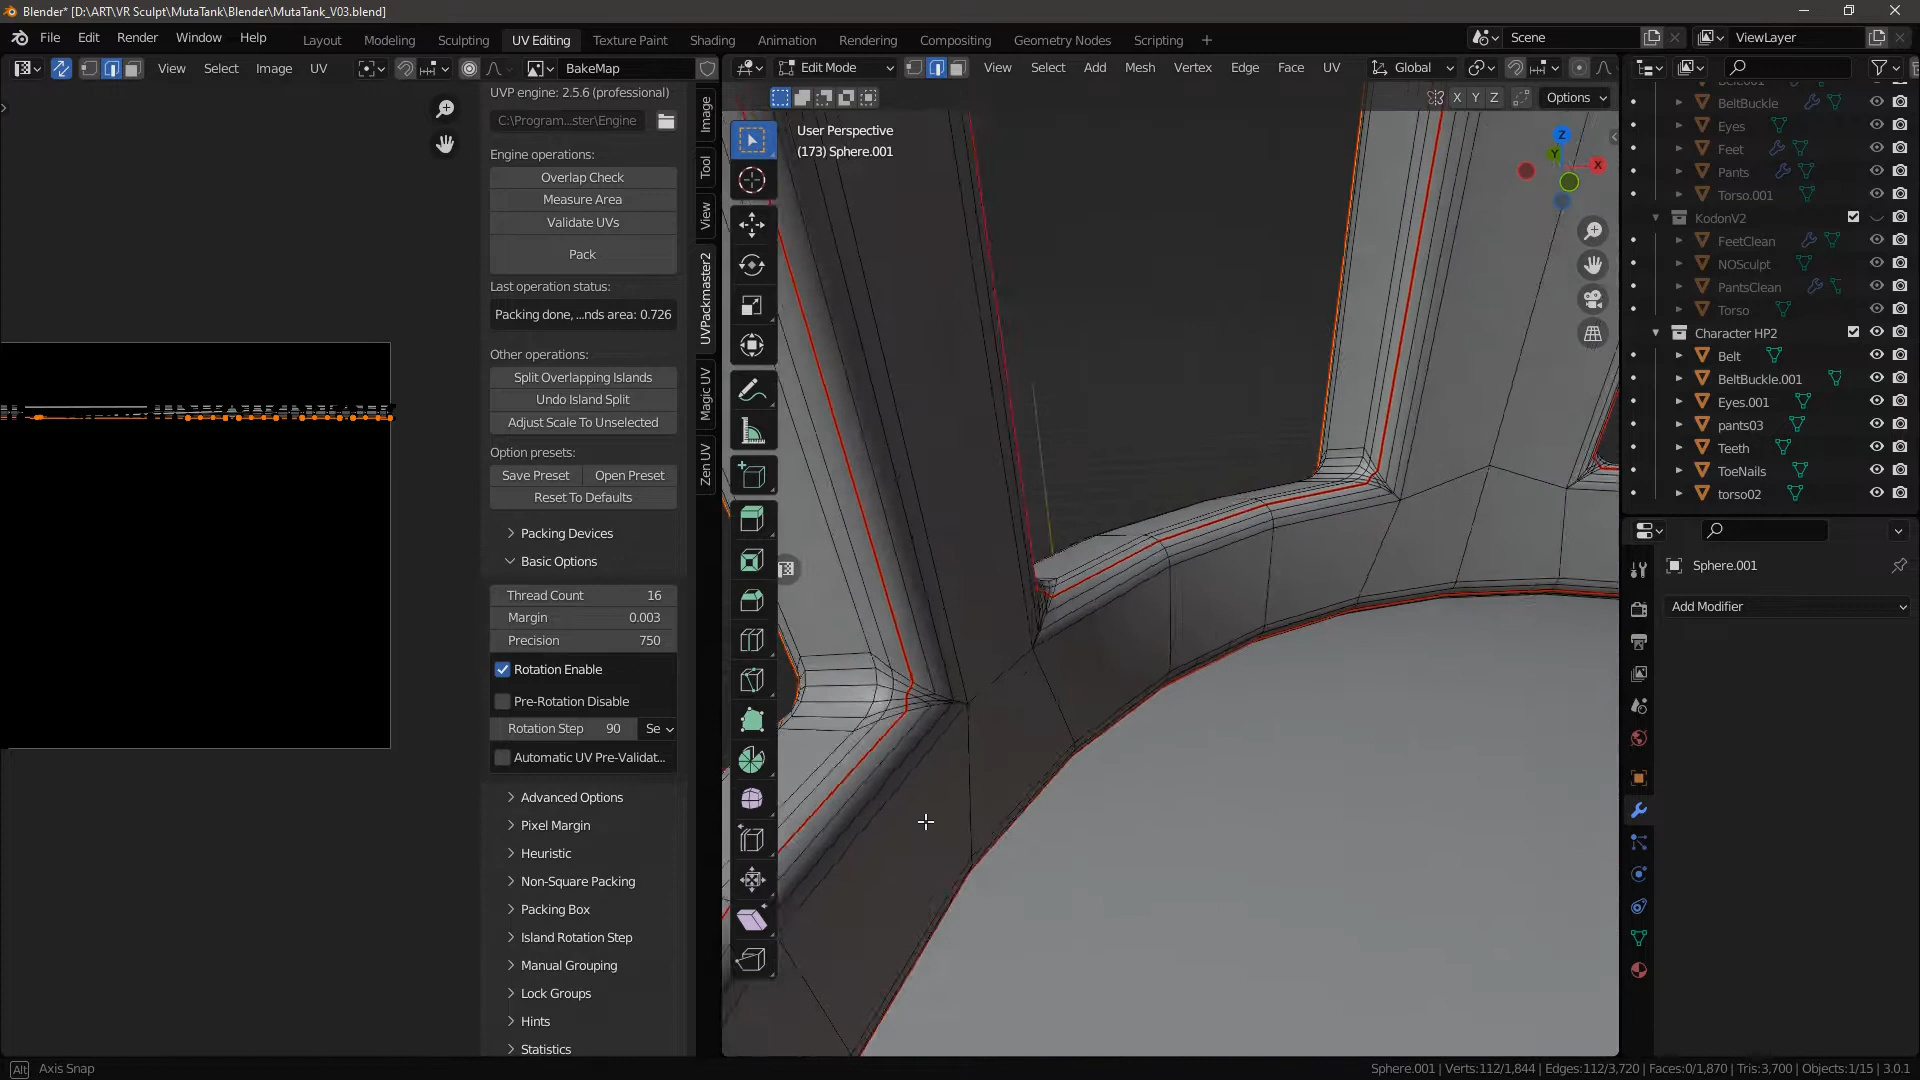 Blender* [D:\ART\VR Sculpt\MutaTank\Blender\MutaTank_V03.blend]
File Edit Render Window Help Layout Modeling Sculpting UV Editing Texture Paint Shading Animation Rendering Compositing Geometry Nodes Scripting + Scene ViewLayer
View Select Image UV BakeMap Edit Mode View Select Add Mesh Vertex Edge Face UV Global
UVP engine: 2.5.6 (professional)
C:\Program...ster\Engine
Engine operations:
Overlap Check
Measure Area
Validate UVs
Pack
Last operation status:
Packing done, ...nds area: 0.726
Other operations:
Split Overlapping Islands
Undo Island Split
Adjust Scale To Unselected
Option presets:
Save Preset Open Preset
Reset To Defaults
Packing Devices
Basic Options
Thread Count 16
Margin 0.003
Precision 750
Rotation Enable
Pre-Rotation Disable
Rotation Step 90 Se
Automatic UV Pre-Validat...
Advanced Options
Pixel Margin
Heuristic
Non-Square Packing
Packing Box
Island Rotation Step
Manual Grouping
Lock Groups
Hints
Statistics
Image
Tool
View
UVPackmaster2
Magic UV
Zen UV
X Y Z Options
User Perspective
(173) Sphere.001
Z
Y
X
BeltBuckle
Eyes
Feet
Pants
Torso.001
KodonV2
FeetClean
NOSculpt
PantsClean
Torso
Character HP2
Belt
BeltBuckle.001
Eyes.001
pants03
Teeth
ToeNails
torso02
Sphere.001
Add Modifier
Alt Axis Snap
Sphere.001 | Verts:112/1,844 | Edges:112/3,720 | Faces:0/1,870 | Tris:3,700 | Objects:1/15 | 3.0.1